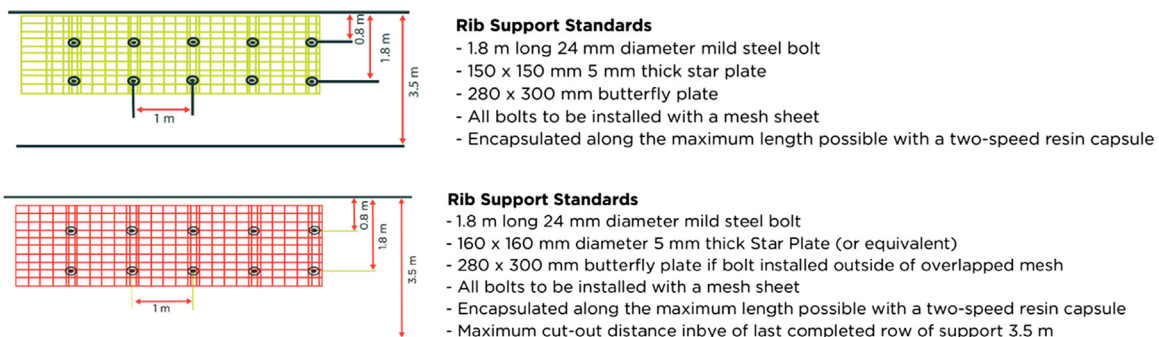 0.8 m
1.8 m
3.5 m
1 m
Rib Support Standards
- 1.8 m long 24 mm diameter mild steel bolt
- 150 x 150 mm 5 mm thick star plate
- 280 x 300 mm butterfly plate
- All bolts to be installed with a mesh sheet
- Encapsulated along the maximum length possible with a two-speed resin capsule
0.8 m
1.8 m
3.5 m
1 m
Rib Support Standards
- 1.8 m long 24 mm diameter mild steel bolt
- 160 x 160 mm diameter 5 mm thick Star Plate (or equivalent)
- 280 x 300 mm butterfly plate if bolt installed outside of overlapped mesh
- All bolts to be installed with a mesh sheet
- Encapsulated along the maximum length possible with a two-speed resin capsule
- Maximum cut-out distance inbye of last completed row of support 3.5 m